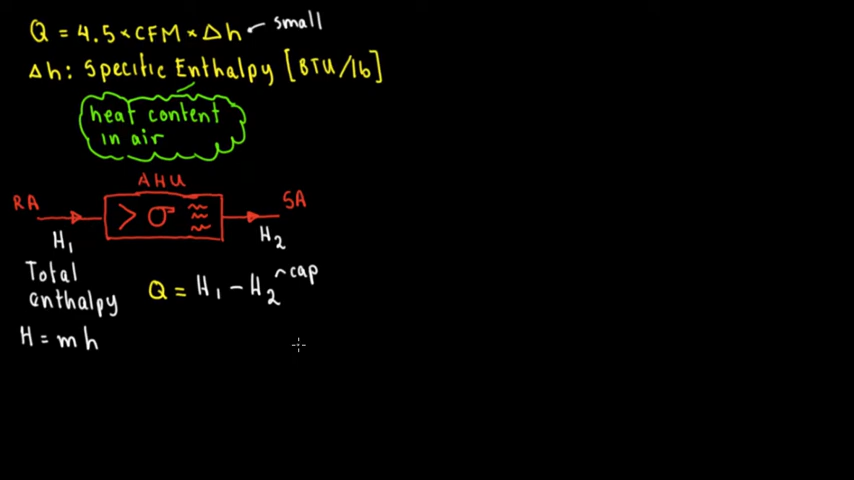 Q = 4.5 × CFM × Δh small
Δh: Specific Enthalpy [BTU/lb]
heat content
in air
AHU
RA
SA
H₁
H₂
Total
enthalpy
Q = H₁ − H₂ cap
H = m h